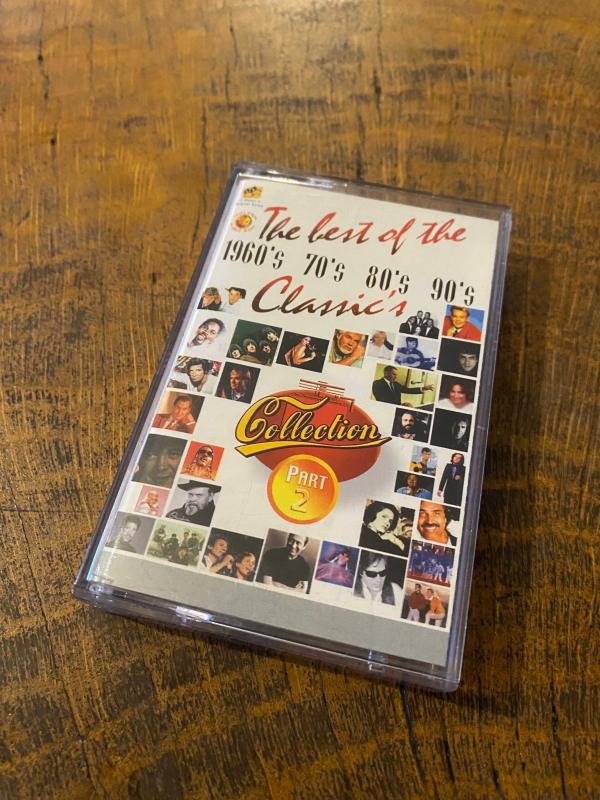 The best of the
1960's 70's 80's 90's
Classic's
Collection
PART
2